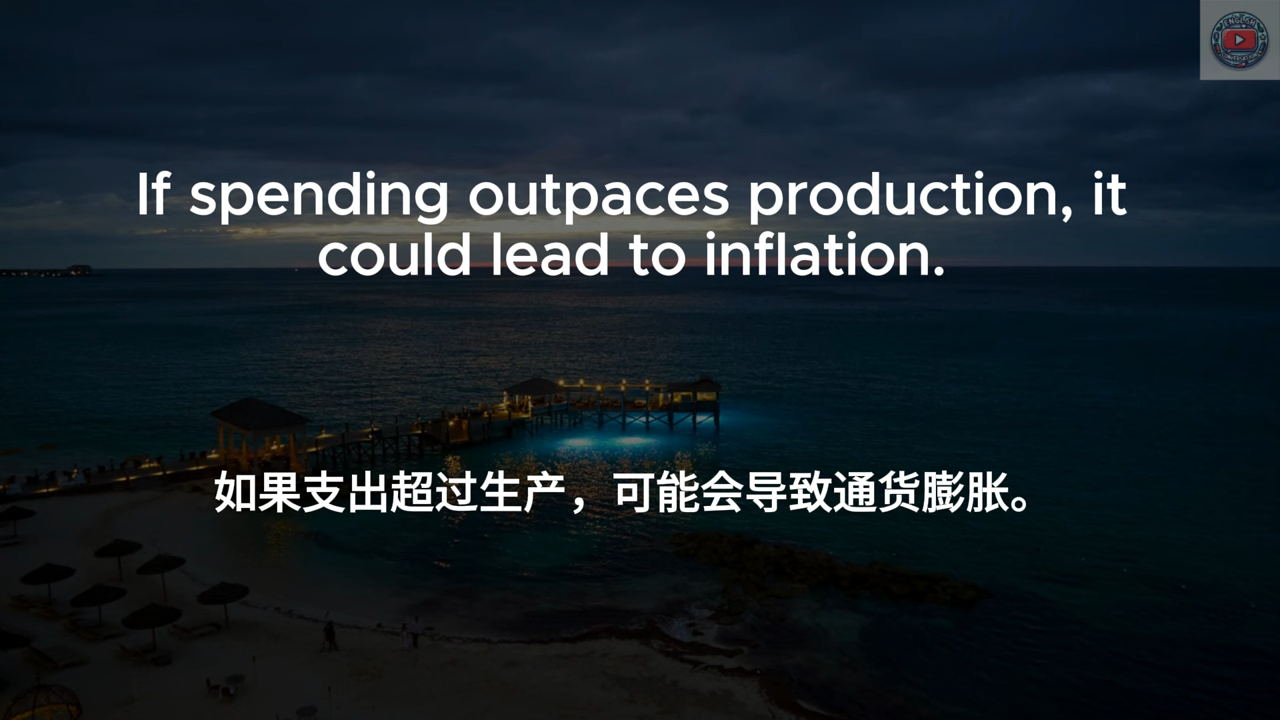 If spending outpaces production, it
could lead to inflation.
如果支出超过生产，可能会导致通货膨胀。